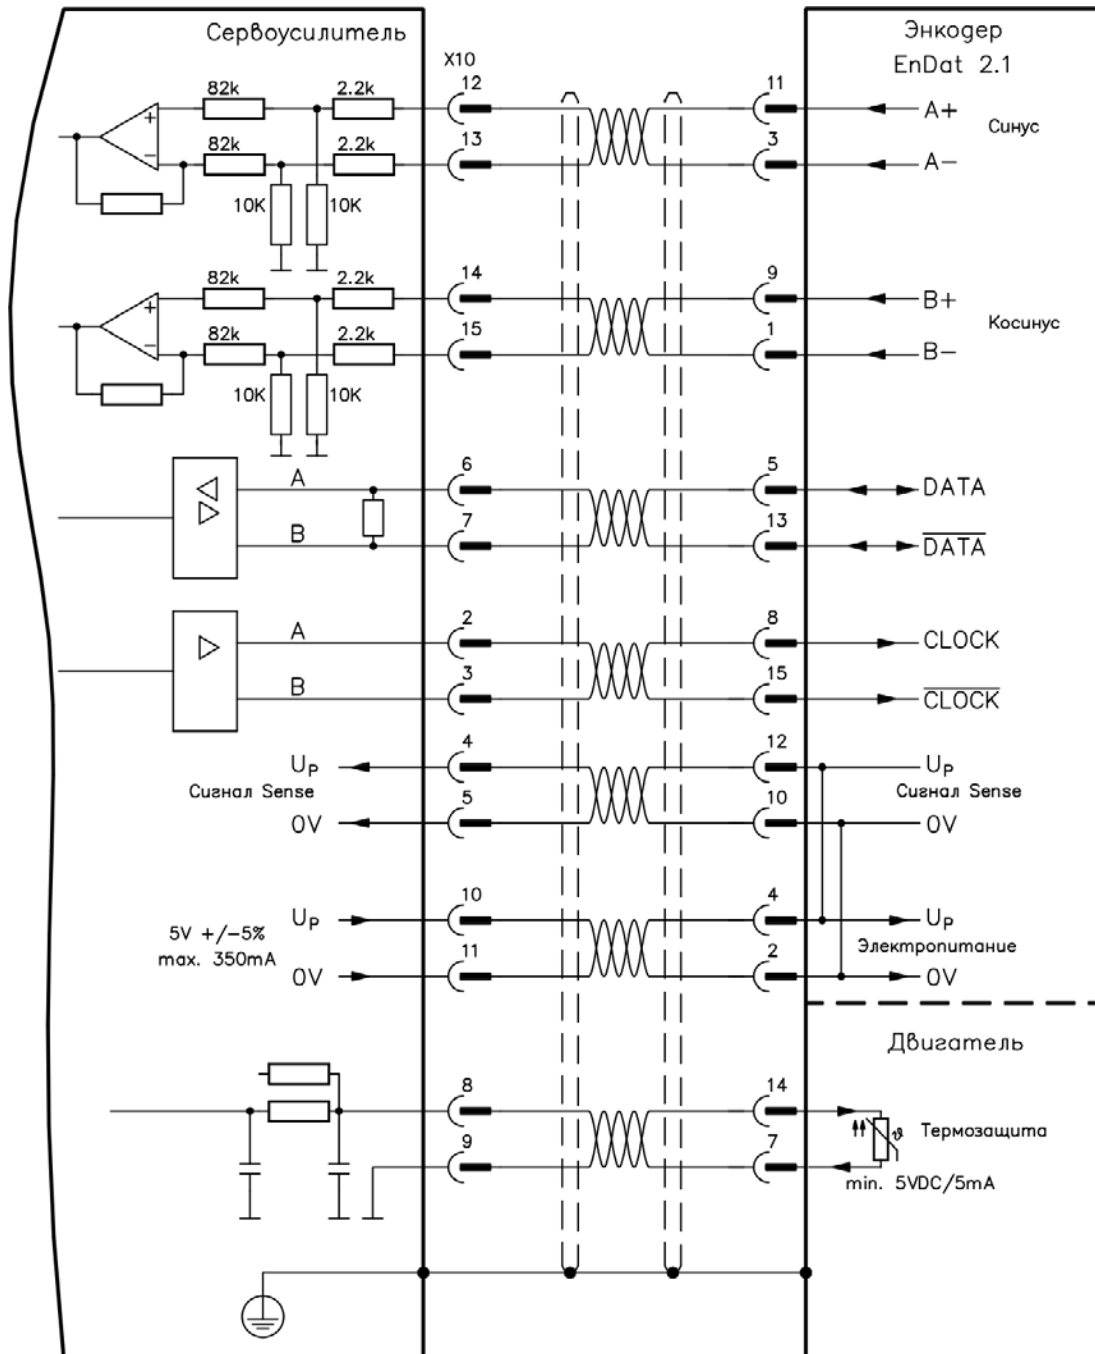 Сервоусилитель
Энкодер
EnDat 2.1
X10
82k 2.2k 12 11 A+
Синус
82k 2.2k 13 3 A−
10K 10K
82k 2.2k 14 9 B+
Косинус
82k 2.2k 15 1 B−
10K 10K
A 6 5 DATA
B 7 13 DATA
A 2 8 CLOCK
B 3 15 CLOCK
UP 4 12 UP
Сигнал Sense Сигнал Sense
0V 5 10 0V
UP 10 4 UP
5V +/−5%
Электропитание
max. 350mA
0V 11 2 0V
Двигатель
8 14
ϑ Термозащита
9 7
min. 5VDC/5mA